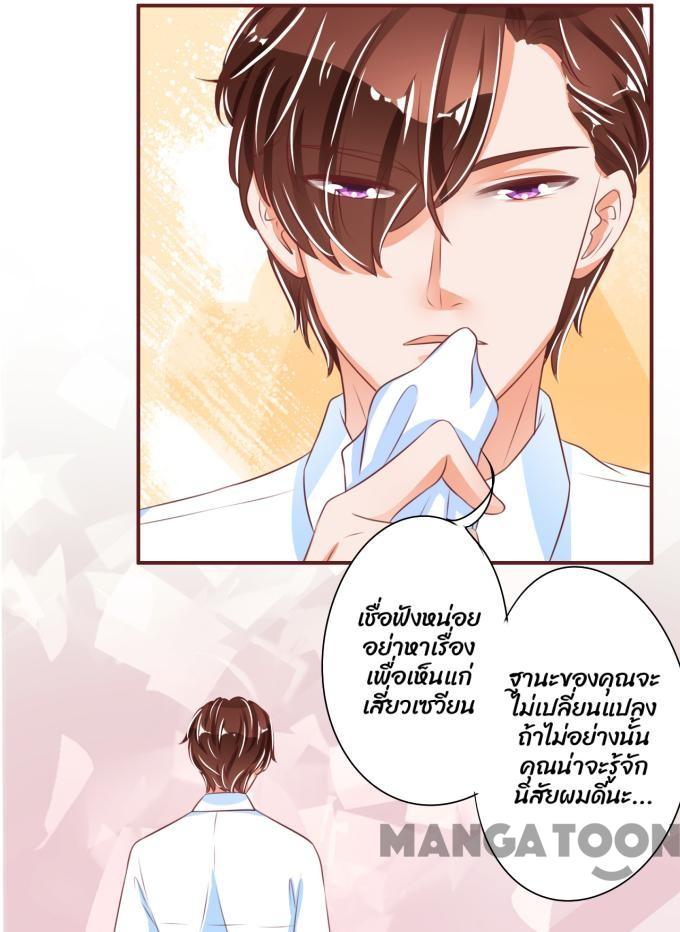 เชื่อฟังหน่อย
อย่าหาเรื่อง
เพื่อเห็นแก่
เสี่ยวเซวียน
ฐานะของคุณจะ
ไม่เปลี่ยนแปลง
ถ้าไม่อย่างนั้น
คุณน่าจะรู้จัก
นิสัยผมดีนะ...
MANGATOON